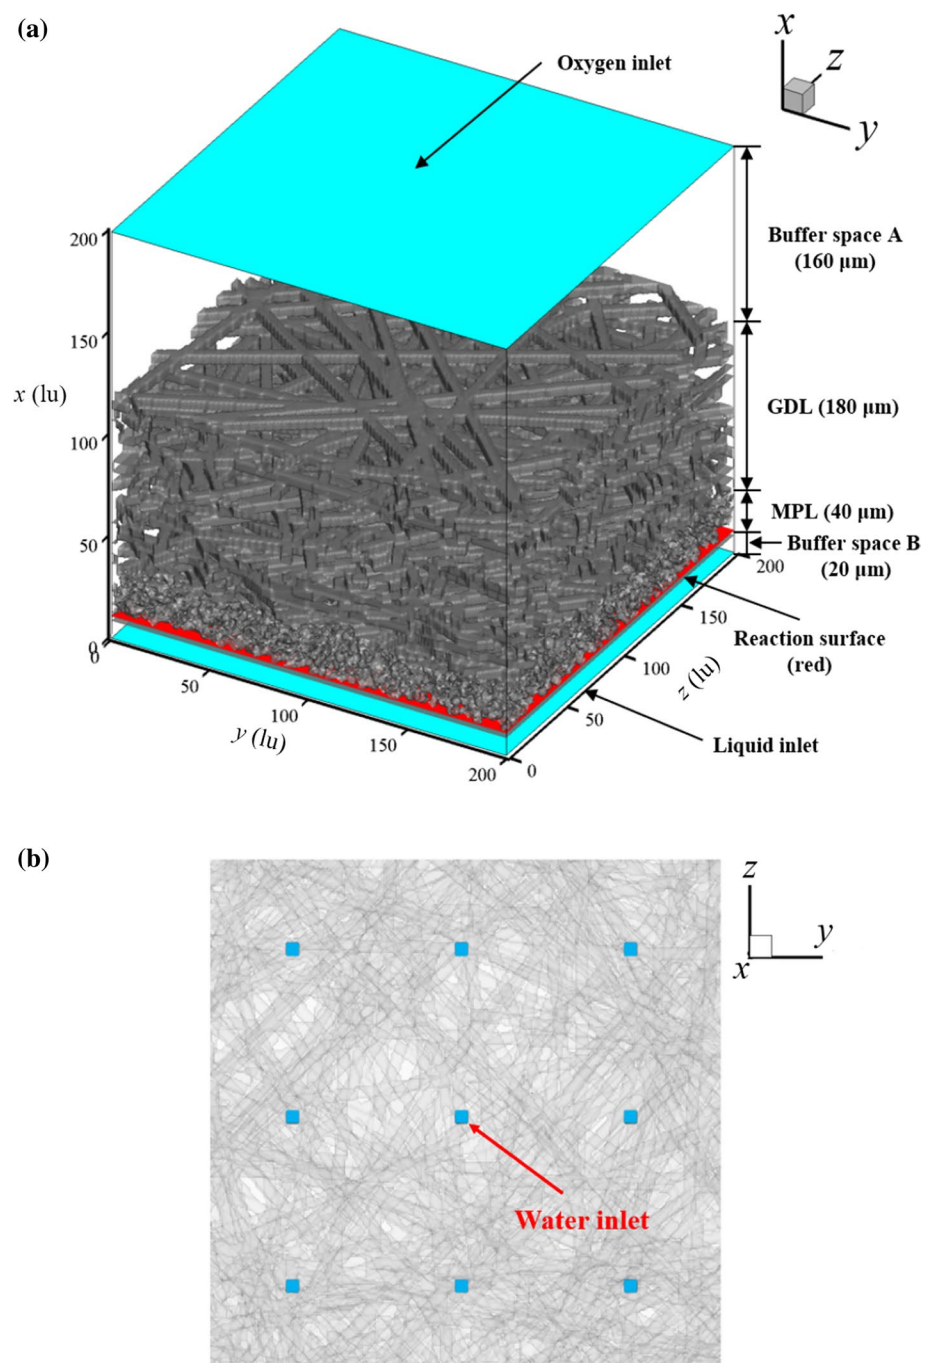 (a)
Oxygen inlet
x
z
y
200
150
x (lu)
100
50
0
0
50
100
y (lu)
150
200
0
50
z (lu)
100
150
200
Buffer space A
(160 μm)
GDL (180 μm)
MPL (40 μm)
Buffer space B
(20 μm)
Reaction surface
(red)
Liquid inlet
(b)
z
y
x
Water inlet